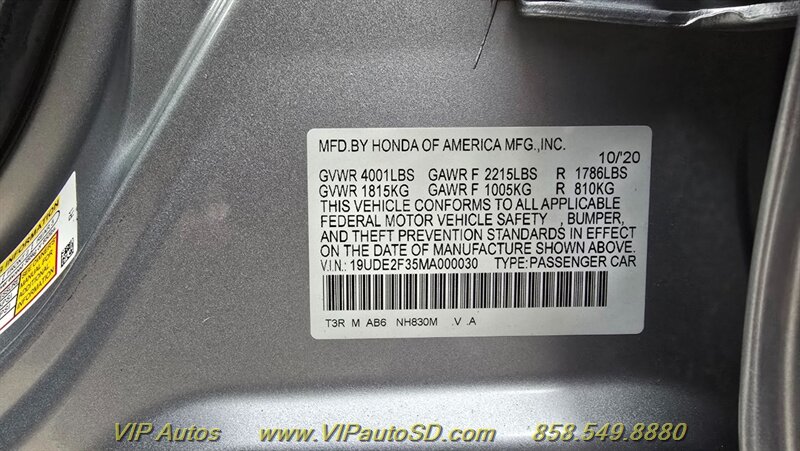 MFD.BY HONDA OF AMERICA MFG.,INC.
10/'20
GVWR 4001LBS GAWR F 2215LBS R 1786LBS
GVWR 1815KG GAWR F 1005KG R 810KG
THIS VEHICLE CONFORMS TO ALL APPLICABLE
FEDERAL MOTOR VEHICLE SAFETY , BUMPER,
AND THEFT PREVENTION STANDARDS IN EFFECT
ON THE DATE OF MANUFACTURE SHOWN ABOVE.
V.I.N.: 19UDE2F35MA000030 TYPE:PASSENGER CAR
T3R M AB6 NH830M .V .A
INFORMATION
MANUAL
VIP Autos www.VIPautoSD.com 858.549.8880